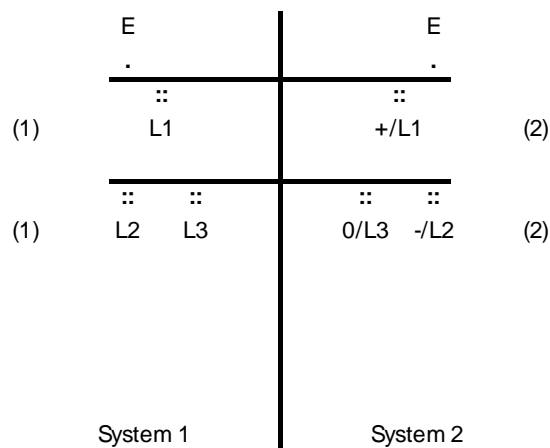 E E
. .
:: ::
(1) L1 +/L1 (2)
:: :: :: ::
(1) L2 L3 0/L3 -/L2 (2)
System 1 System 2